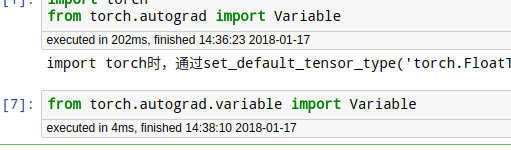 [1]: import torch
from torch.autograd import Variable
executed in 202ms, finished 14:36:23 2018-01-17
import torch时，通过set_default_tensor_type('torch.FloatT
[7]: from torch.autograd.variable import Variable
executed in 4ms, finished 14:38:10 2018-01-17